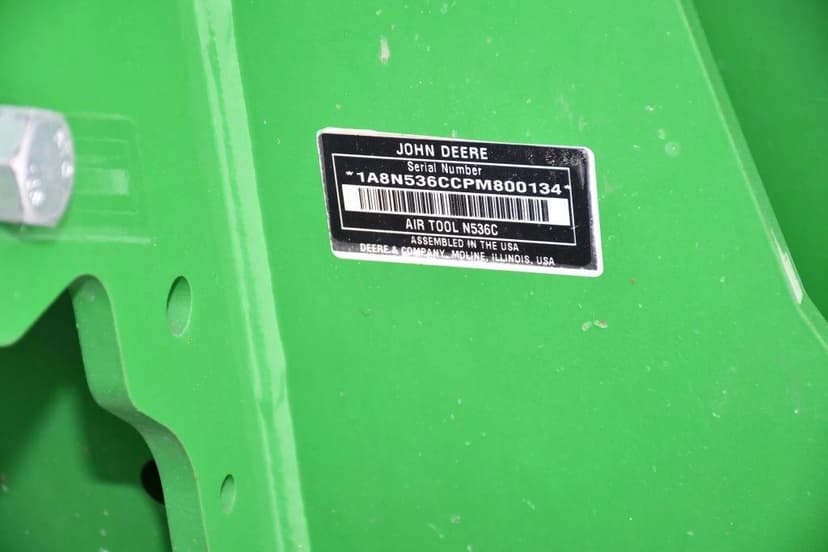 JOHN DEERE
Serial Number
*1A8N536CCPM800134*
AIR TOOL N536C
ASSEMBLED IN THE USA
DEERE & COMPANY, MOLINE, ILLINOIS, USA